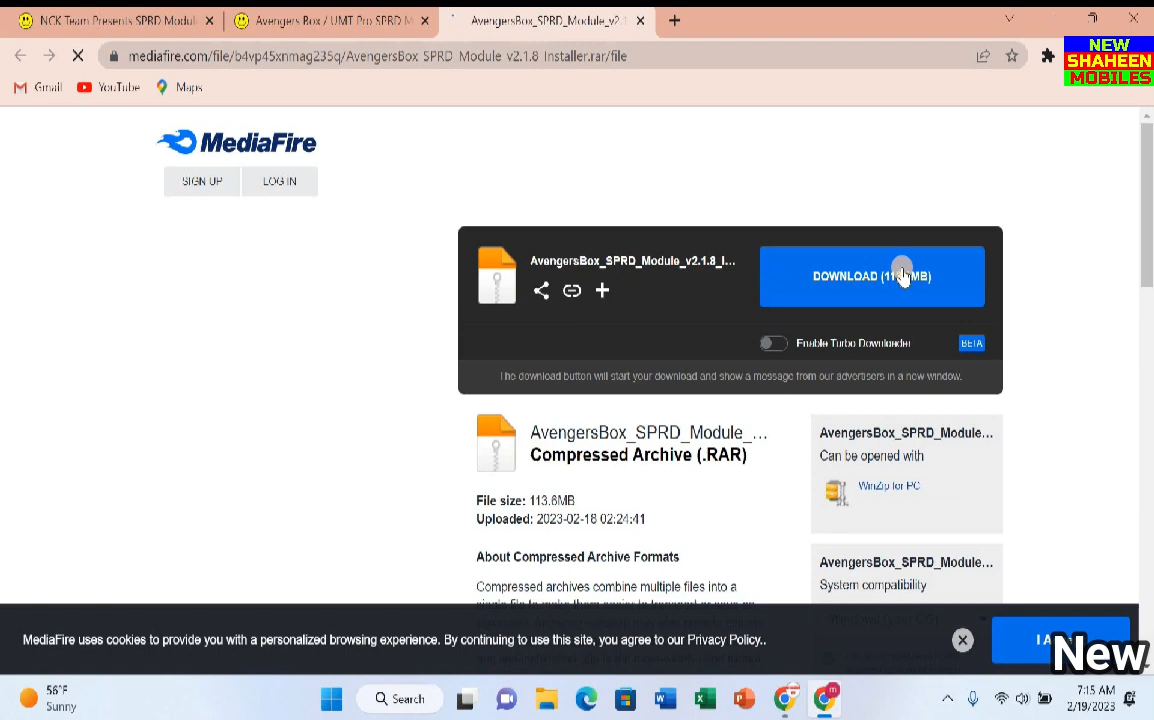 NCK Team Presents SPRD Modul
Avengers Box / UMT Pro SPRD M
AvengersBox_SPRD_Module_v2.1
mediafire.com/file/b4vp45xnmag235q/AvengersBox_SPRD_Module_v2.1.8_Installer.rar/file
NEW
SHAHEEN
MOBILES
Gmail
YouTube
Maps
MediaFire
SIGN UP
LOG IN
AvengersBox_SPRD_Module_v2.1.8_I...
DOWNLOAD (11 MB)
Enable Turbo Downloader
BETA
The download button will start your download and show a message from our advertisers in a new window.
AvengersBox_SPRD_Module_...
Compressed Archive (.RAR)
File size: 113.6MB
Uploaded: 2023-02-18 02:24:41
About Compressed Archive Formats
Compressed archives combine multiple files into a
AvengersBox_SPRD_Module...
Can be opened with
WinZip for PC
AvengersBox_SPRD_Module...
System compatibility
MediaFire uses cookies to provide you with a personalized browsing experience. By continuing to use this site, you agree to our Privacy Policy..
New
56°F
Sunny
Search
7:15 AM
2/19/2023